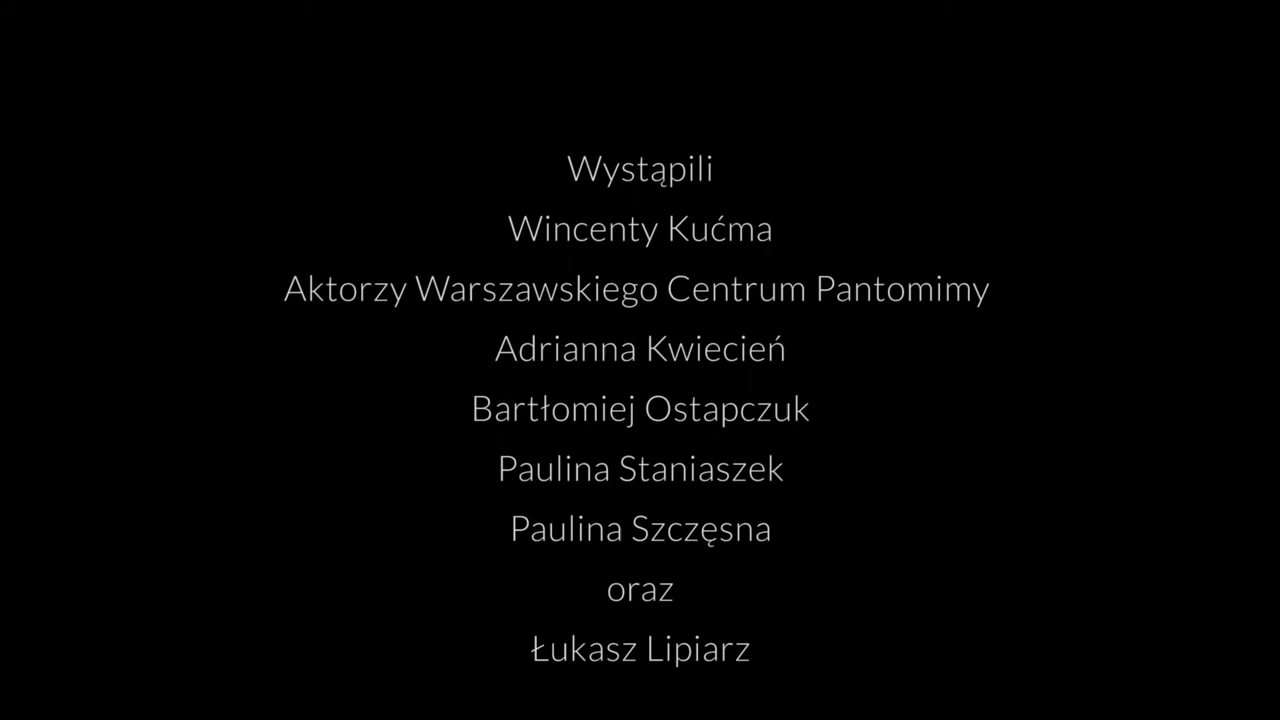 Wystąpili
Wincenty Kućma
Aktorzy Warszawskiego Centrum Pantomimy
Adrianna Kwiecień
Bartłomiej Ostapczuk
Paulina Staniaszek
Paulina Szczęsna
oraz
Łukasz Lipiarz